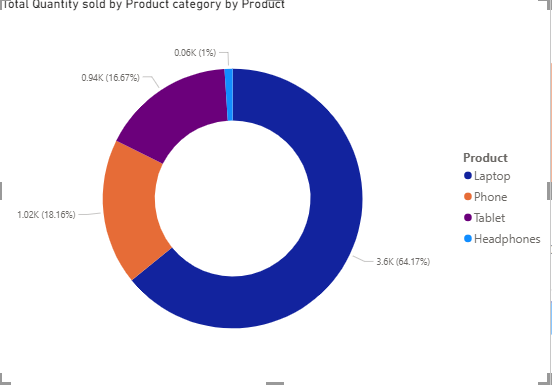 Total Quantity sold by Product category by Product
0.06K (1%)
0.94K (16.67%)
1.02K (18.16%)
3.6K (64.17%)
Product
Laptop
Phone
Tablet
Headphones